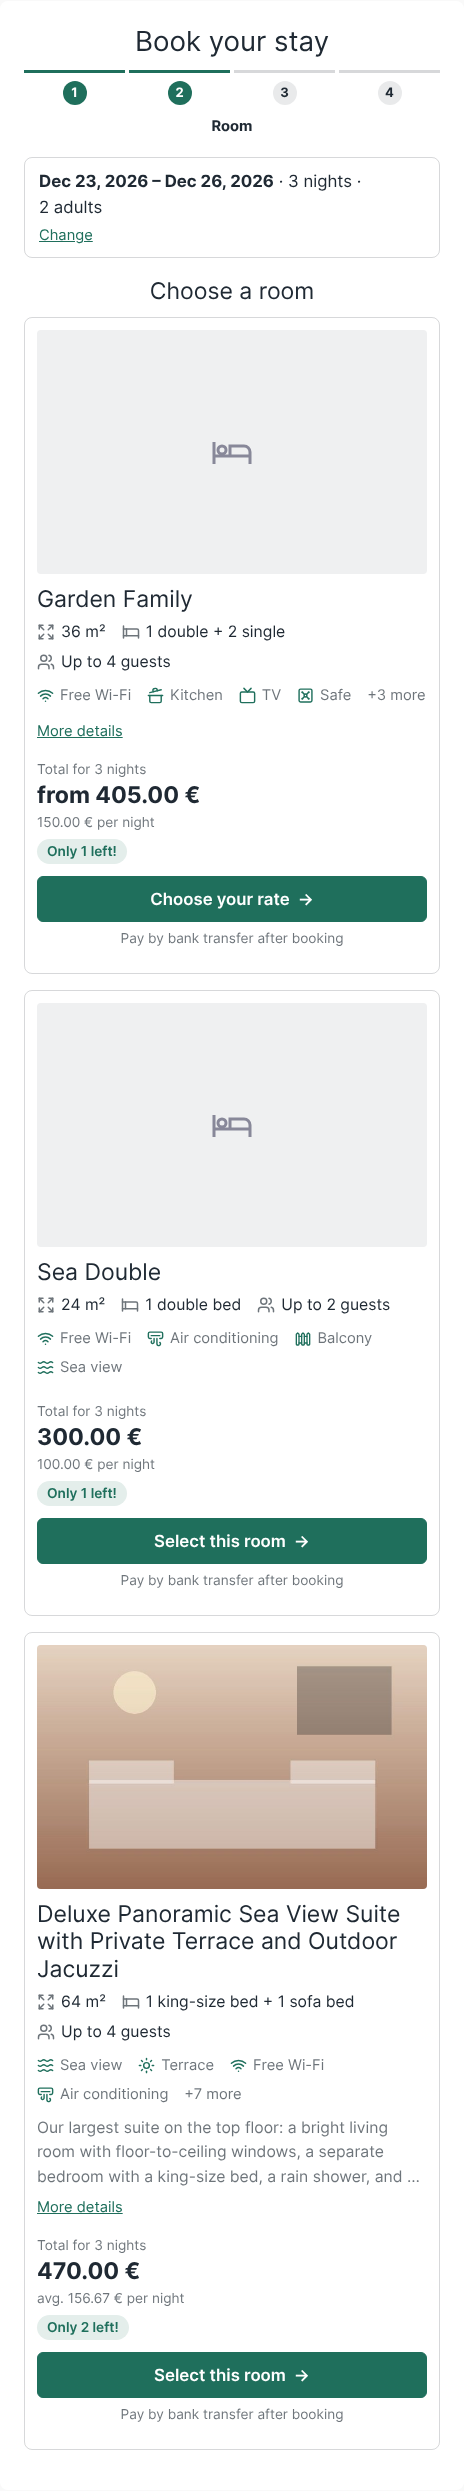 Book your stay
1
2
3
4
Room
Dec 23, 2026 – Dec 26, 2026 · 3 nights ·
2 adults
Change
Choose a room
Garden Family
36 m² 1 double + 2 single
Up to 4 guests
Free Wi-Fi Kitchen TV Safe +3 more
More details
Total for 3 nights
from 405.00 €
150.00 € per night
Only 1 left!
Choose your rate →
Pay by bank transfer after booking
Sea Double
24 m² 1 double bed Up to 2 guests
Free Wi-Fi Air conditioning Balcony
Sea view
Total for 3 nights
300.00 €
100.00 € per night
Only 1 left!
Select this room →
Pay by bank transfer after booking
Deluxe Panoramic Sea View Suite
with Private Terrace and Outdoor
Jacuzzi
64 m² 1 king-size bed + 1 sofa bed
Up to 4 guests
Sea view Terrace Free Wi-Fi
Air conditioning +7 more
Our largest suite on the top floor: a bright living
room with floor-to-ceiling windows, a separate
bedroom with a king-size bed, a rain shower, and ...
More details
Total for 3 nights
470.00 €
avg. 156.67 € per night
Only 2 left!
Select this room →
Pay by bank transfer after booking